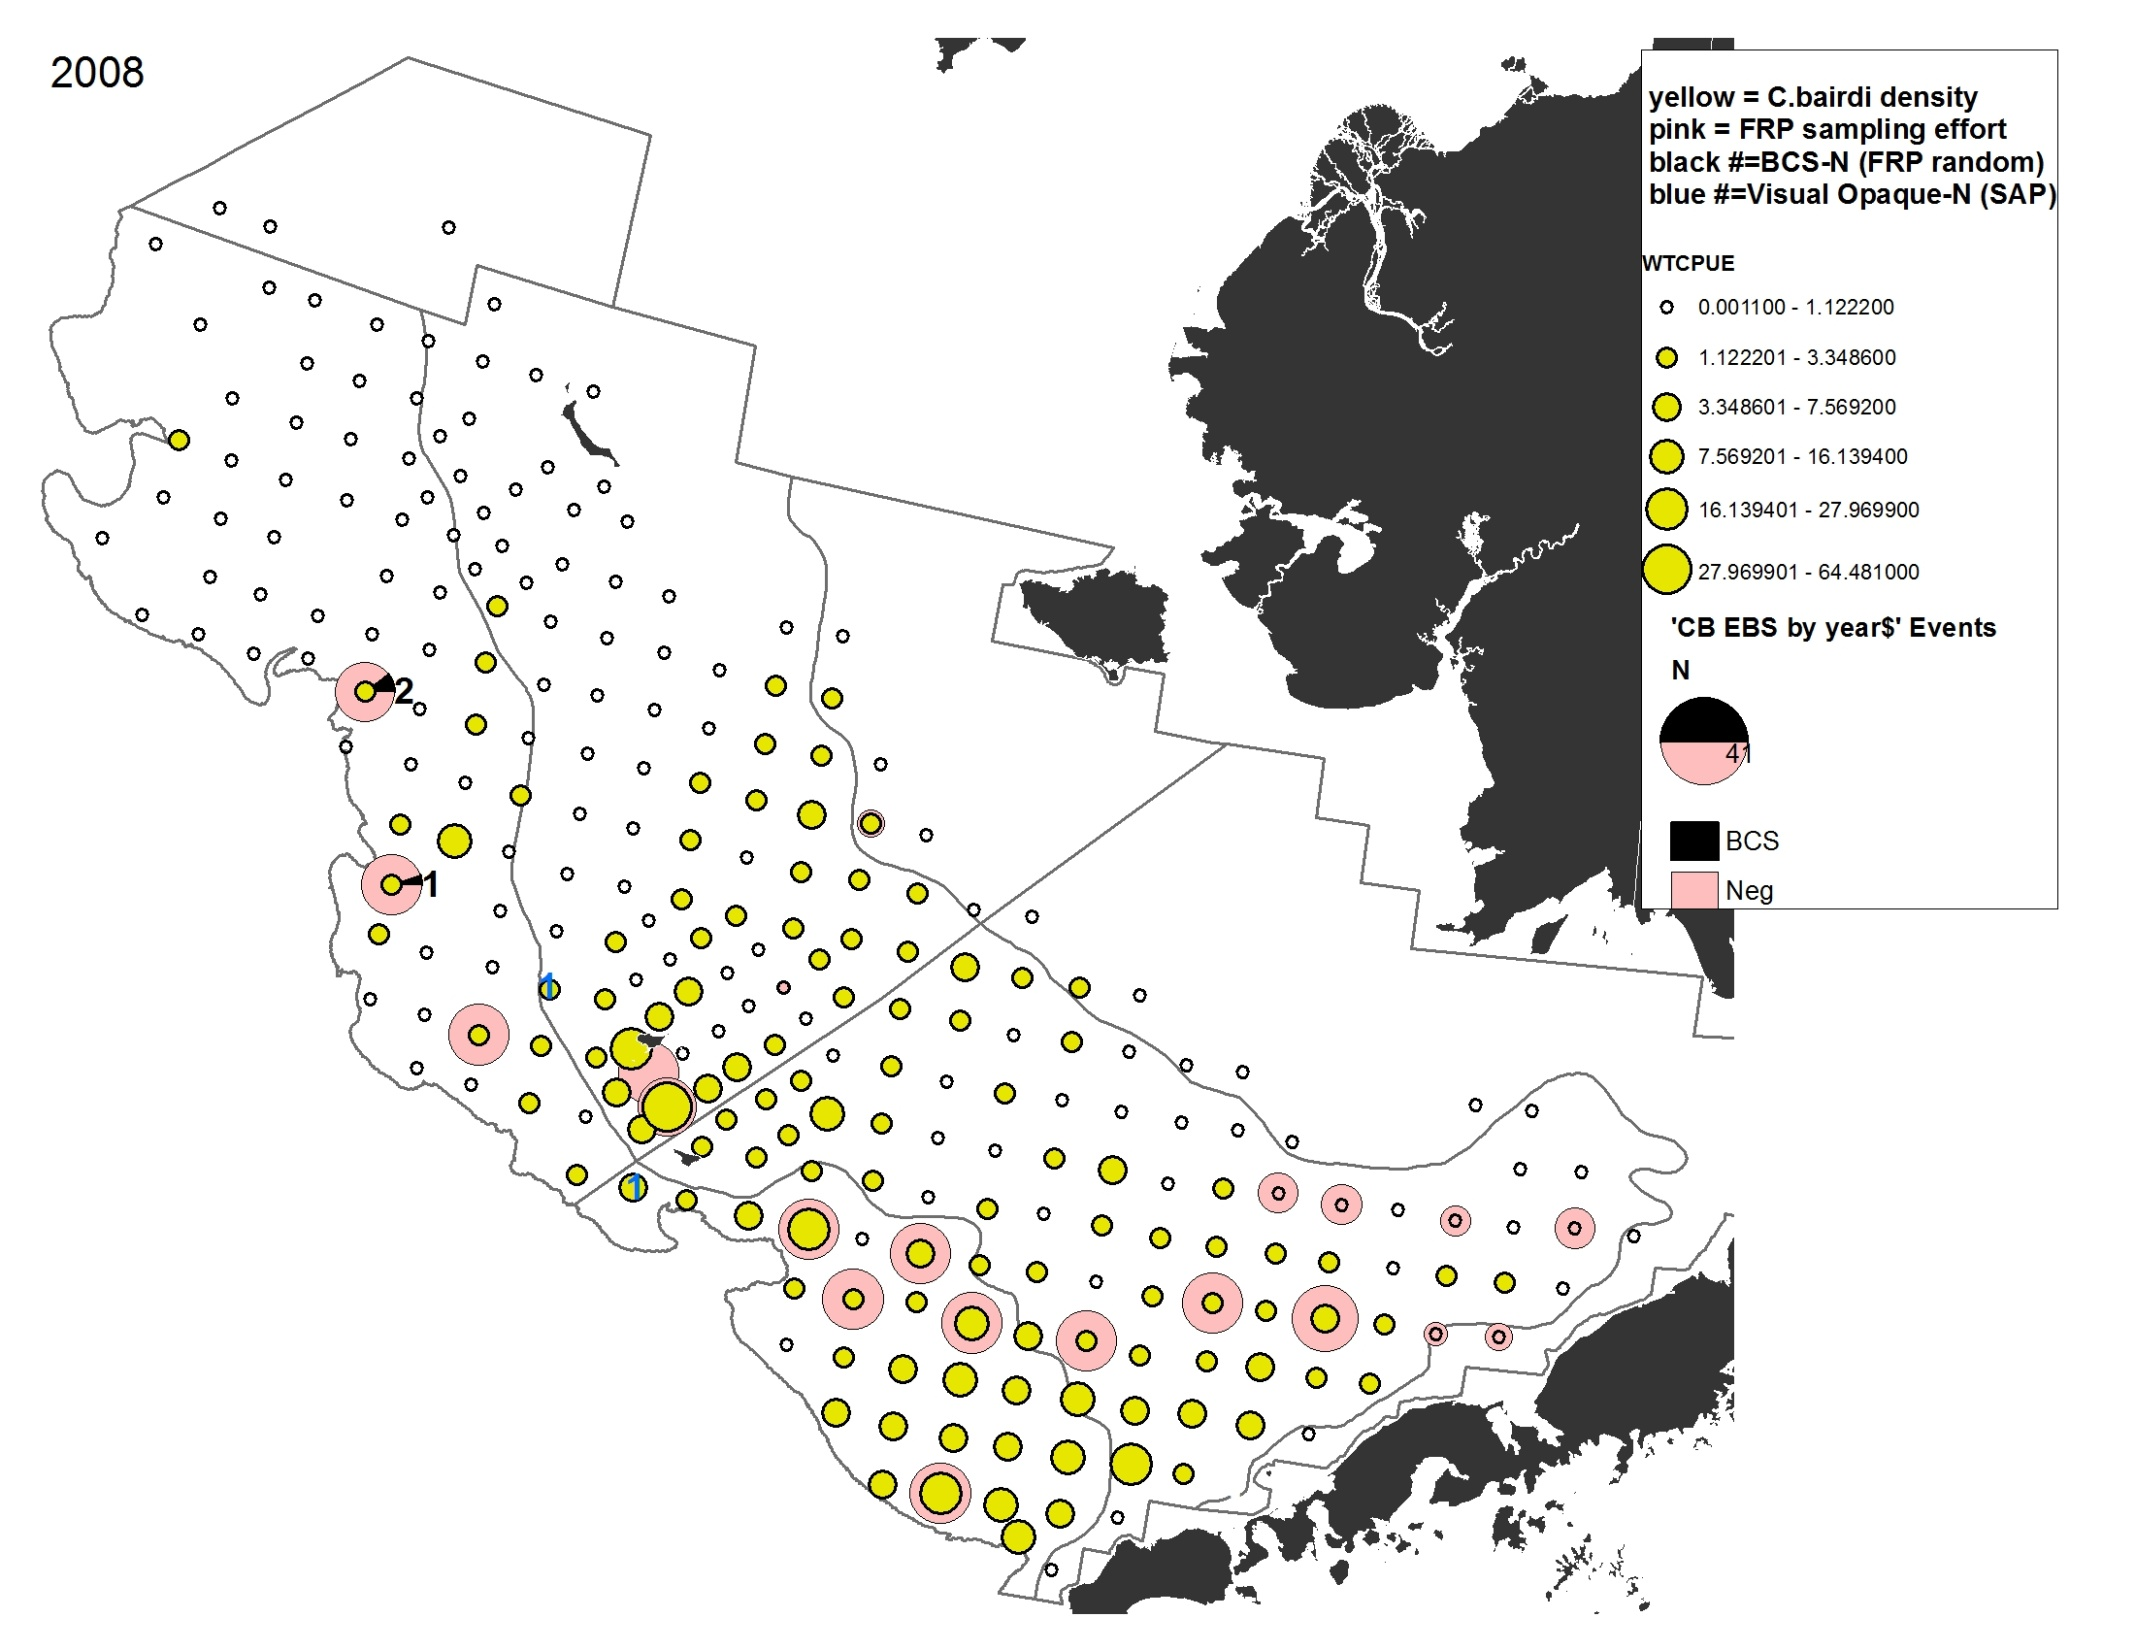 2008
yellow = C.bairdi density
pink = FRP sampling effort
black #=BCS-N (FRP random)
blue #=Visual Opaque-N (SAP)
WTCPUE
0.001100 - 1.122200
1.122201 - 3.348600
3.348601 - 7.569200
7.569201 - 16.139400
16.139401 - 27.969900
27.969901 - 64.481000
'CB EBS by year$' Events
N
41
BCS
Neg
2
1
1
1